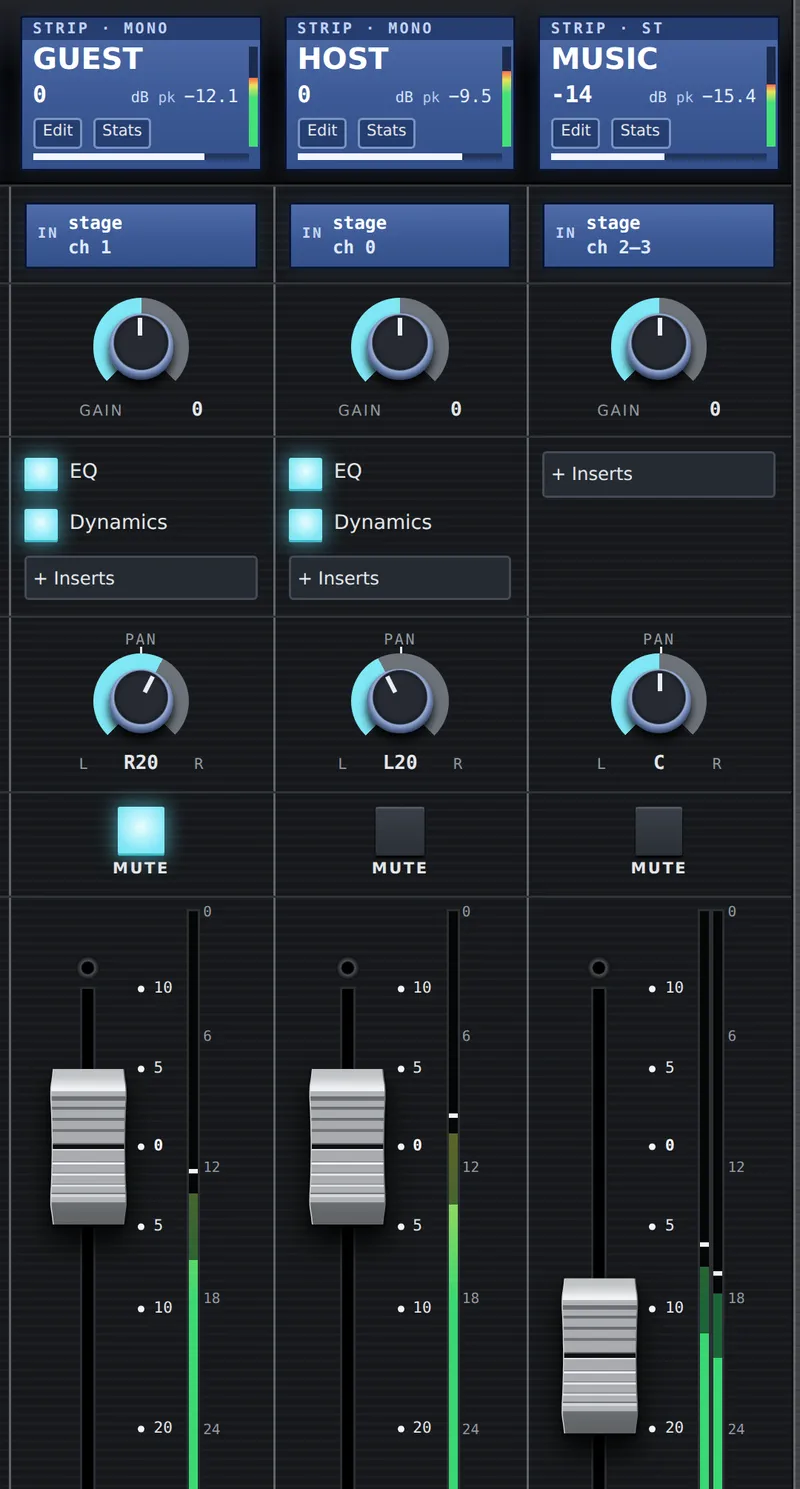 STRIP · MONO
GUEST
0 dB pk −12.1
Edit Stats
STRIP · MONO
HOST
0 dB pk −9.5
Edit Stats
STRIP · ST
MUSIC
-14 dB pk −15.4
Edit Stats
IN stage
ch 1
IN stage
ch 0
IN stage
ch 2–3
GAIN 0
GAIN 0
GAIN 0
EQ
Dynamics
+ Inserts
EQ
Dynamics
+ Inserts
+ Inserts
PAN
L R20 R
PAN
L L20 R
PAN
L C R
MUTE
MUTE
MUTE
0
10
6
5
0
12
5
18
10
20
24
0
10
6
5
0
12
5
18
10
20
24
0
10
6
5
0
12
5
18
10
20
24